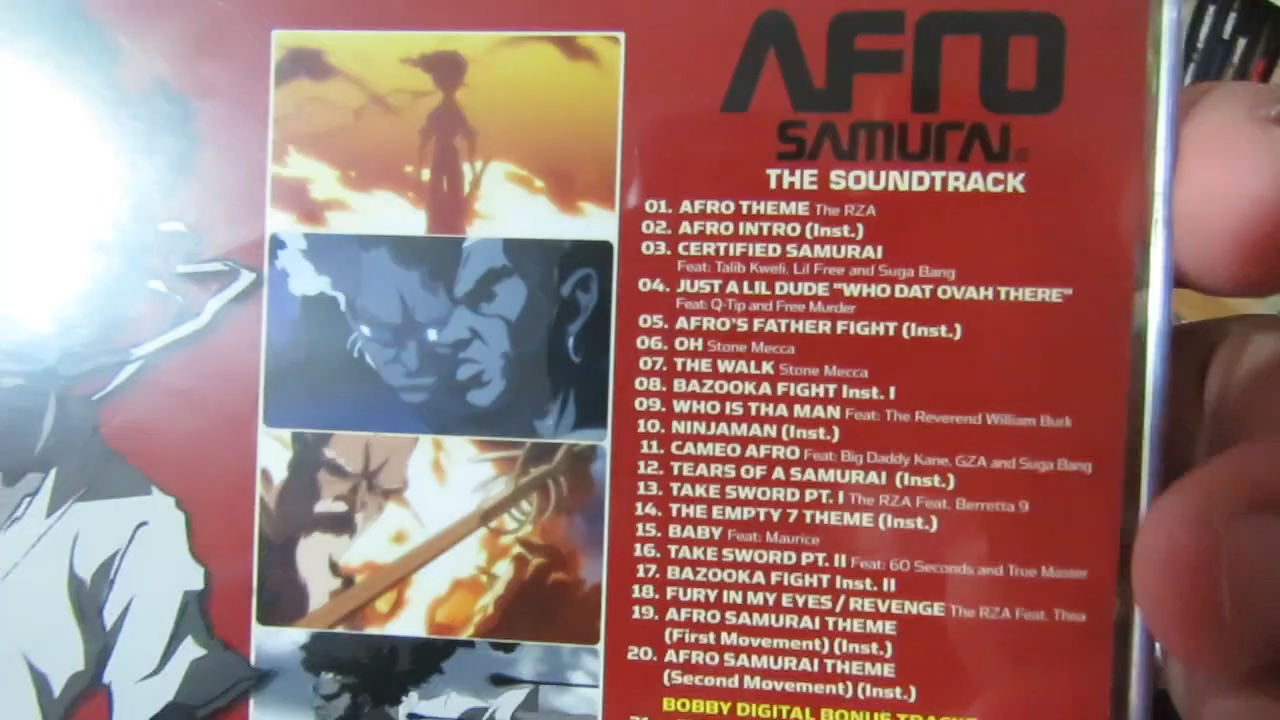 AFRO
SAMURAI®
THE SOUNDTRACK
01. AFRO THEME The RZA
02. AFRO INTRO (Inst.)
03. CERTIFIED SAMURAI
Feat: Talib Kweli, Lil Free and Suga Bang
04. JUST A LIL DUDE "WHO DAT OVAH THERE"
Feat: Q-Tip and Free Murder
05. AFRO'S FATHER FIGHT (Inst.)
06. OH Stone Mecca
07. THE WALK Stone Mecca
08. BAZOOKA FIGHT Inst. I
09. WHO IS THA MAN Feat: The Reverend William Burk
10. NINJAMAN (Inst.)
11. CAMEO AFRO Feat: Big Daddy Kane, GZA and Suga Bang
12. TEARS OF A SAMURAI (Inst.)
13. TAKE SWORD PT. I The RZA Feat. Berretta 9
14. THE EMPTY 7 THEME (Inst.)
15. BABY Feat: Maurice
16. TAKE SWORD PT. II Feat: 60 Seconds and True Master
17. BAZOOKA FIGHT Inst. II
18. FURY IN MY EYES / REVENGE The RZA Feat. Thea
19. AFRO SAMURAI THEME
(First Movement) (Inst.)
20. AFRO SAMURAI THEME
(Second Movement) (Inst.)
BOBBY DIGITAL BONUS TRACKS